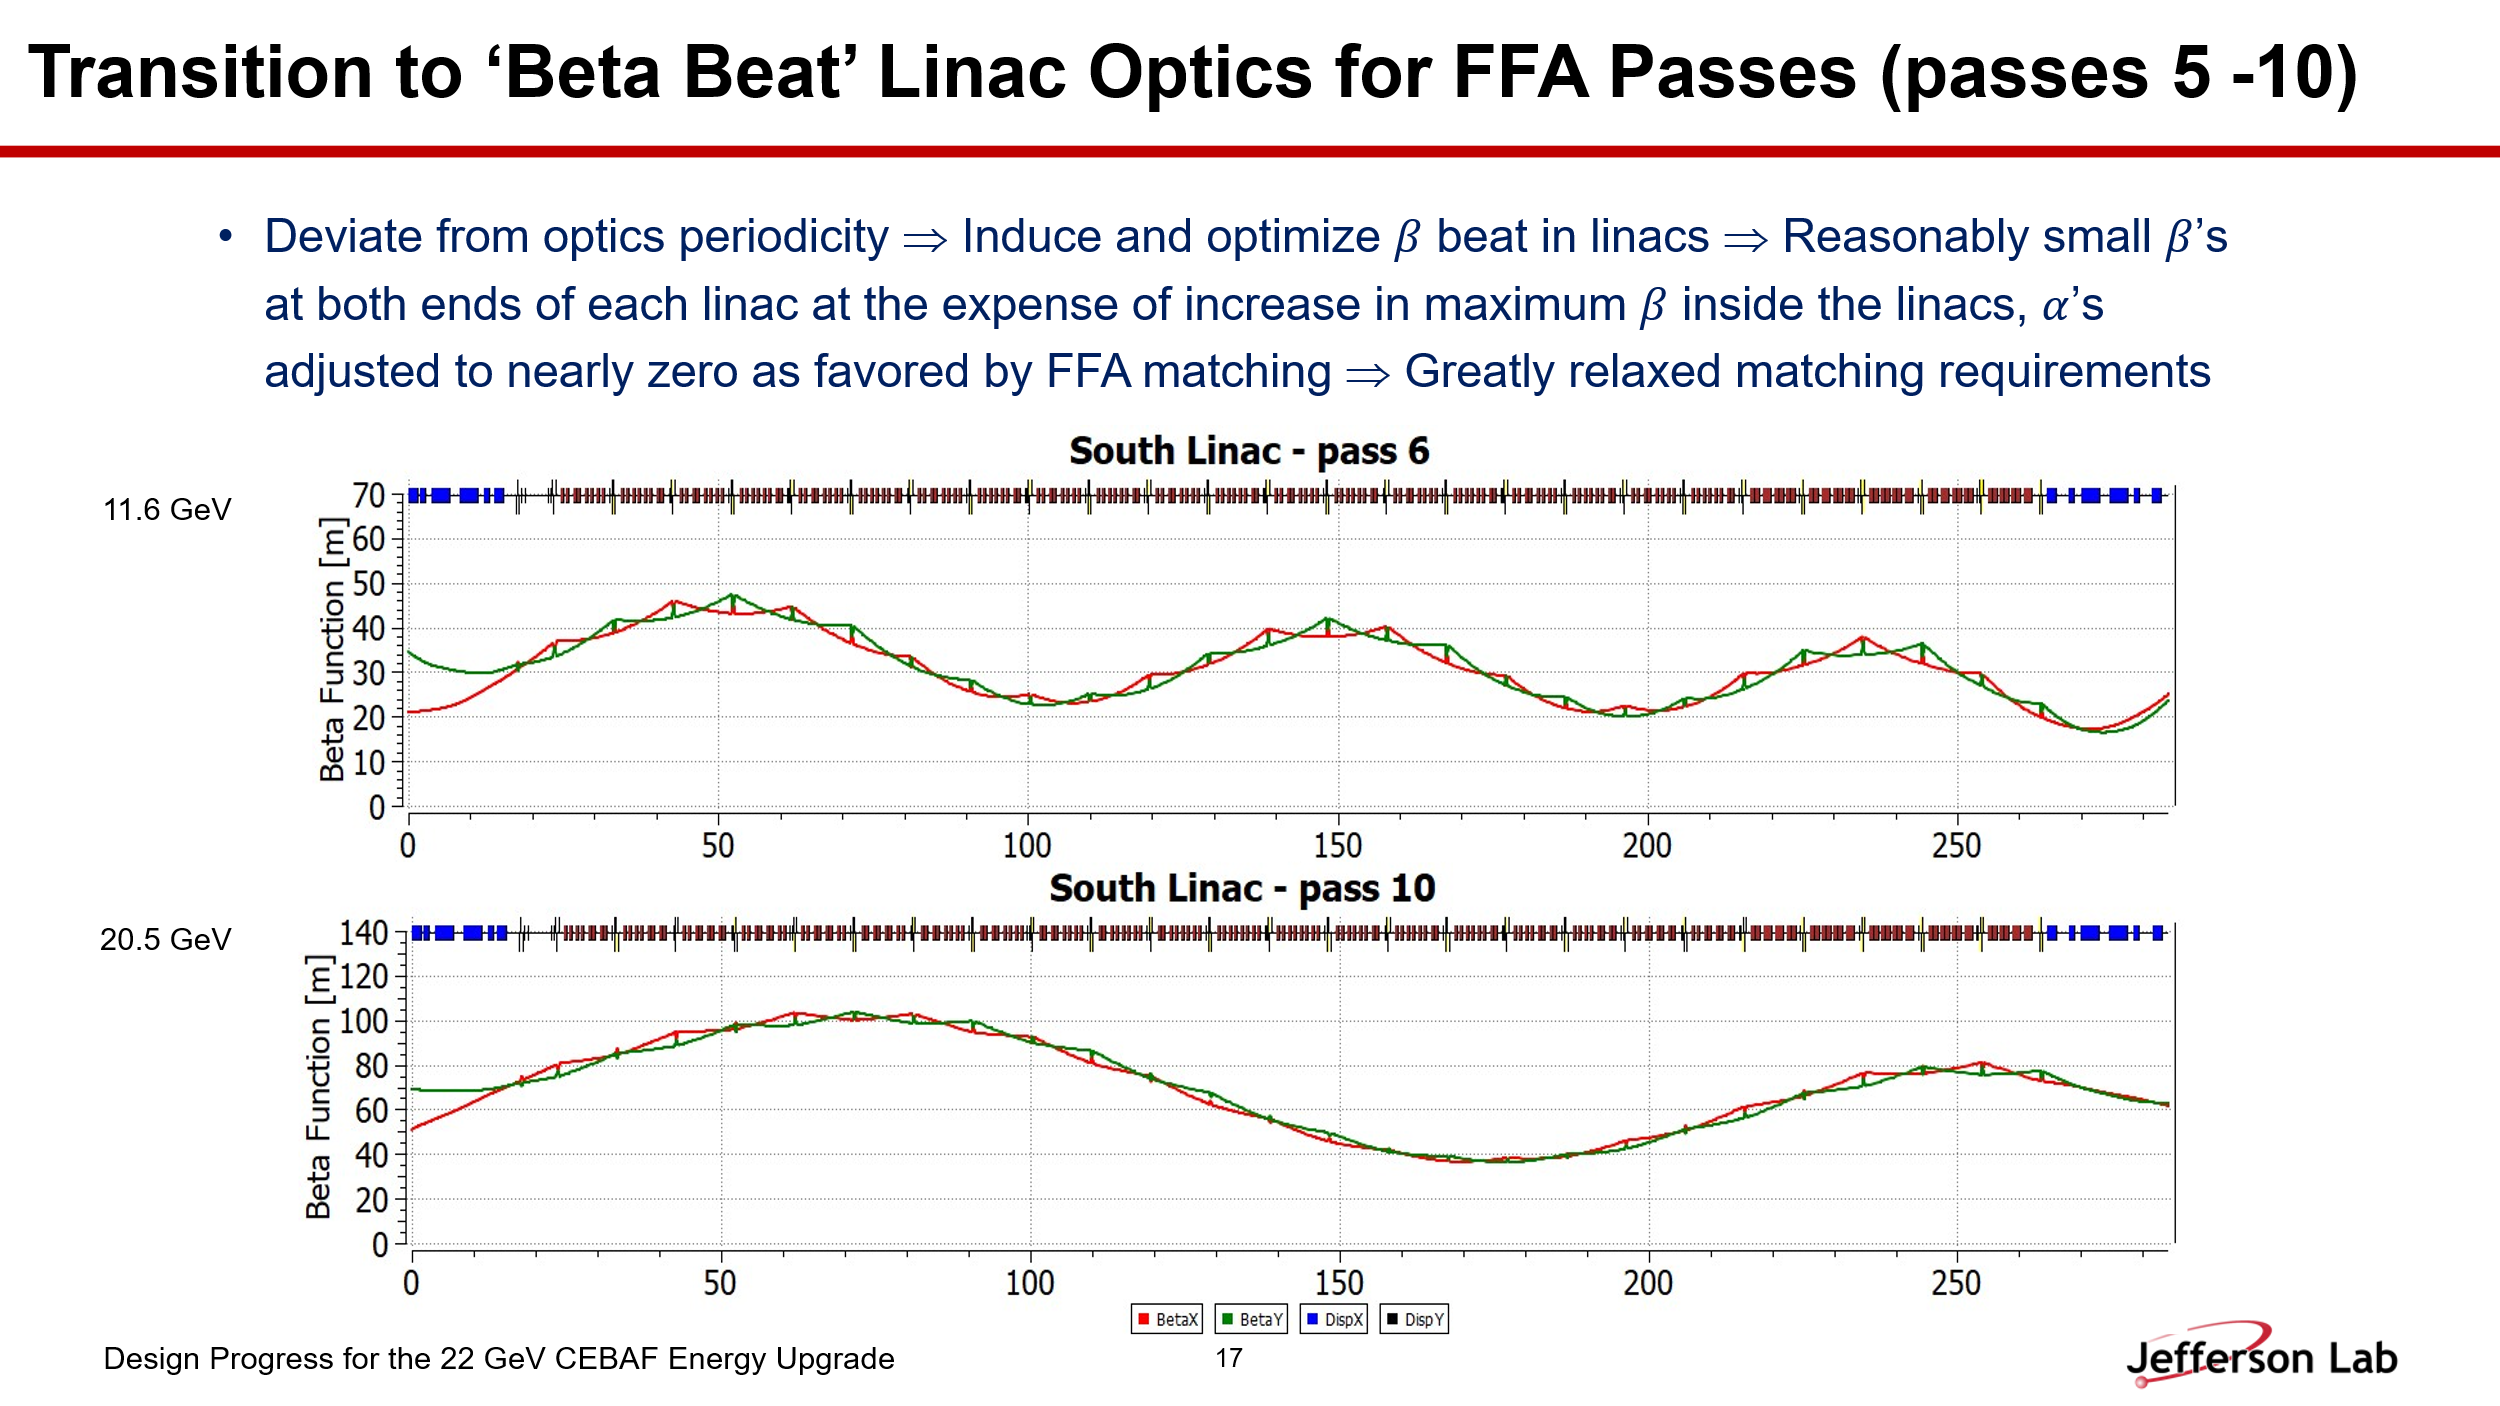 Transition to ‘Beta Beat’ Linac Optics for FFA Passes (passes 5 -10)
• Deviate from optics periodicity ⇒ Induce and optimize 𝛽 beat in linacs ⇒ Reasonably small 𝛽’s
at both ends of each linac at the expense of increase in maximum 𝛽 inside the linacs, 𝛼’s
adjusted to nearly zero as favored by FFA matching ⇒ Greatly relaxed matching requirements
South Linac - pass 6
11.6 GeV
Beta Function [m]
70
60
50
40
30
20
10
0
0 50 100 150 200 250
South Linac - pass 10
20.5 GeV
Beta Function [m]
140
120
100
80
60
40
20
0
0 50 100 150 200 250
BetaX BetaY DispX DispY
Design Progress for the 22 GeV CEBAF Energy Upgrade
17
Jefferson Lab